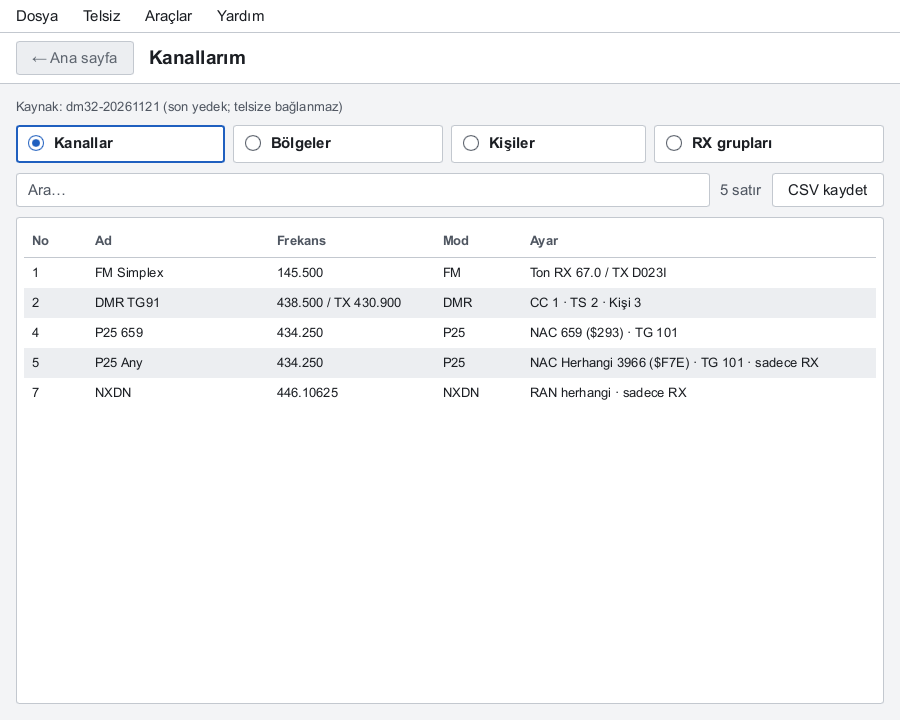 Dosya Telsiz Araçlar Yardım
← Ana sayfa Kanallarım
Kaynak: dm32-20261121 (son yedek; telsize bağlanmaz)
Kanallar Bölgeler Kişiler RX grupları
Ara… 5 satır CSV kaydet
No Ad Frekans Mod Ayar
1 FM Simplex 145.500 FM Ton RX 67.0 / TX D023I
2 DMR TG91 438.500 / TX 430.900 DMR CC 1 · TS 2 · Kişi 3
4 P25 659 434.250 P25 NAC 659 ($293) · TG 101
5 P25 Any 434.250 P25 NAC Herhangi 3966 ($F7E) · TG 101 · sadece RX
7 NXDN 446.10625 NXDN RAN herhangi · sadece RX